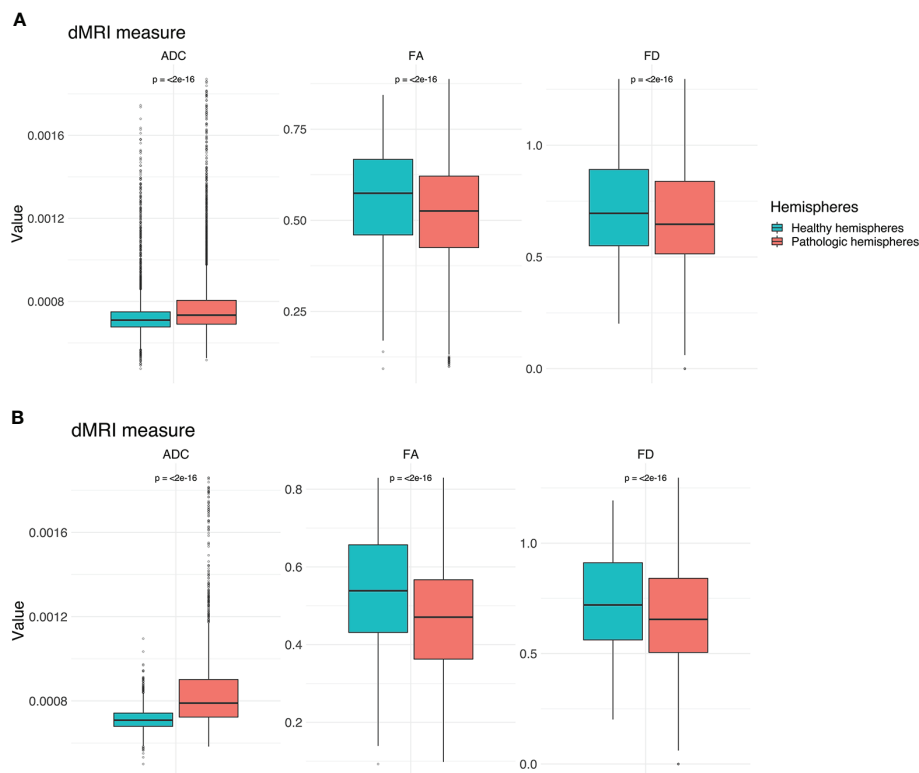 A
dMRI measure
ADC
FA
FD
p = <2e-16
p = <2e-16
p = <2e-16
0.0016
0.0012
0.0008
Value
0.75
0.50
0.25
1.0
0.5
0.0
Hemispheres
Healthy hemispheres
Pathologic hemispheres
B
dMRI measure
ADC
FA
FD
p = <2e-16
p = <2e-16
p = <2e-16
0.0016
0.0012
0.0008
Value
0.8
0.6
0.4
0.2
1.0
0.5
0.0